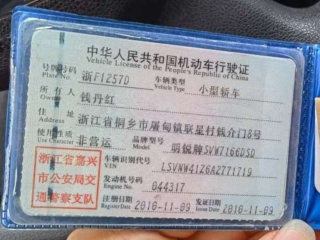 中华人民共和国机动车行驶证
Vehicle License of the People's Republic of China
号牌号码 浙F1257D 车辆类型 小型轿车
Plate No. Vehicle Type
所有人 钱丹红
Owner
住址 浙江省桐乡市屠甸镇联星村钱介门8号
Address
使用性质 非营运 品牌型号 明锐牌SVW7166DSD
Use Character Model
浙江省嘉兴
市公安局交
通警察支队
车辆识别代号 LSVNW4126A2771719
VIN
发动机号码 844317
Engine No.
注册日期 2010-11-09 发证日期 2010-11-09
Register Date Issue Date